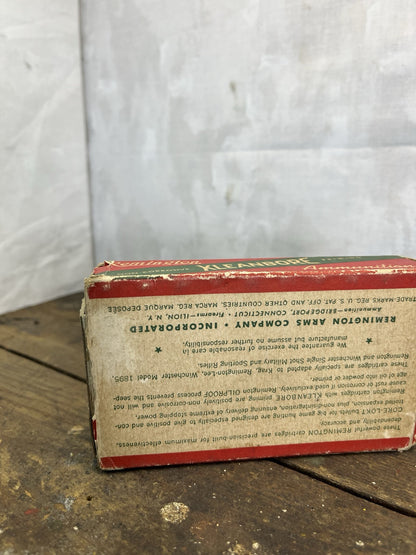 Remington KLEANBORE Ammunition
Powerful REMINGTON cartridges are precision-built for maximum effectiveness,
dependability and accuracy.
CORE-LOKT bullets for big game hunting are designed especially to give positive and con-
trolled expansion, plus non-disintegration, ensuring delivery of extreme stopping power.
Remington cartridges with KLEANBORE priming are absolutely non-corrosive and will not
cause rust or corrosion if used exclusively. Remington OILPROOF process prevents the seep-
age of oil into powder or primer.
These cartridges are specially adapted to Krag, Remington-Lee, Winchester Model 1895,
Remington and Winchester Single Shot Military and Sporting Rifles.
We guarantee the exercise of reasonable care in
manufacture but assume no further responsibility.
REMINGTON ARMS COMPANY • INCORPORATED
Ammunition-BRIDGEPORT, CONNECTICUT - Firearms-ILION, N.Y.
TRADE MARKS REG. U.S. PAT. OFF. AND OTHER COUNTRIES, MARCA REG. MARQUE DEPOSEE